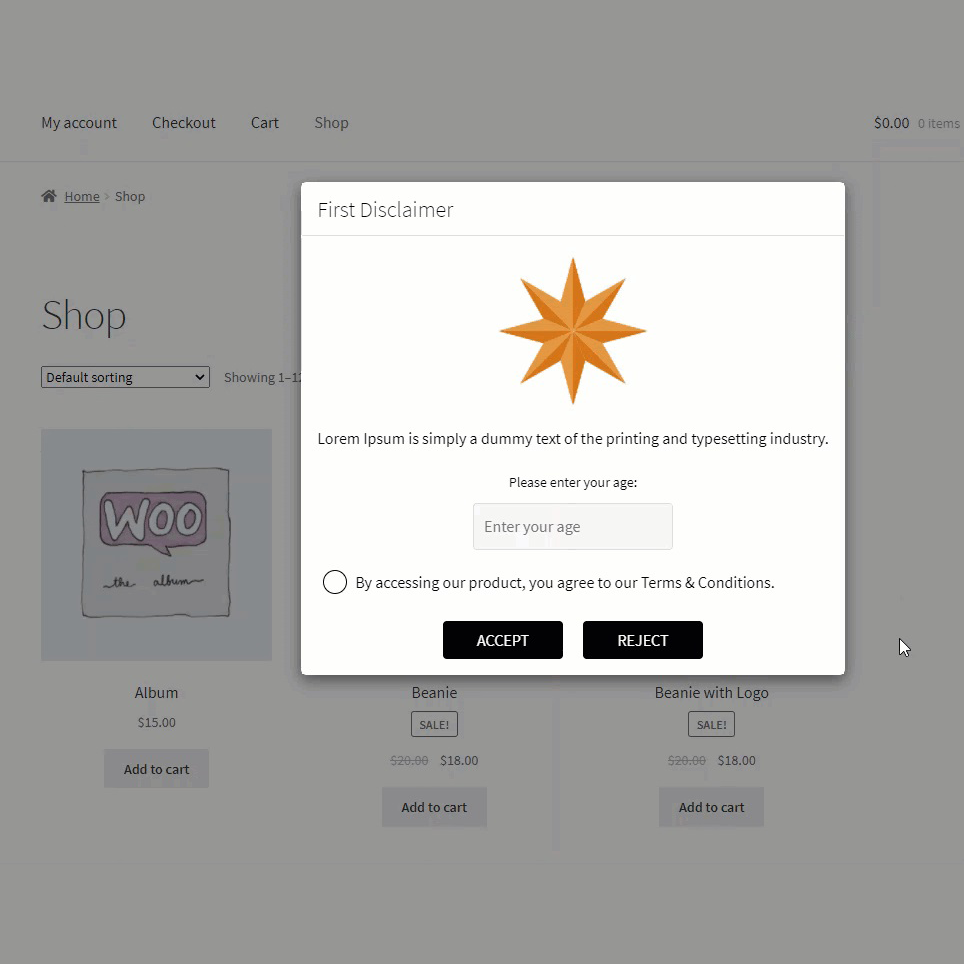 My account Checkout Cart Shop $0.00 0 items
Home › Shop
First Disclaimer
Shop
Default sorting Showing 1–12
Lorem Ipsum is simply a dummy text of the printing and typesetting industry.
Please enter your age:
Enter your age
By accessing our product, you agree to our Terms & Conditions.
ACCEPT REJECT
WOO
the album
Album Beanie Beanie with Logo
$15.00 SALE! SALE!
$20.00 $18.00 $20.00 $18.00
Add to cart Add to cart Add to cart